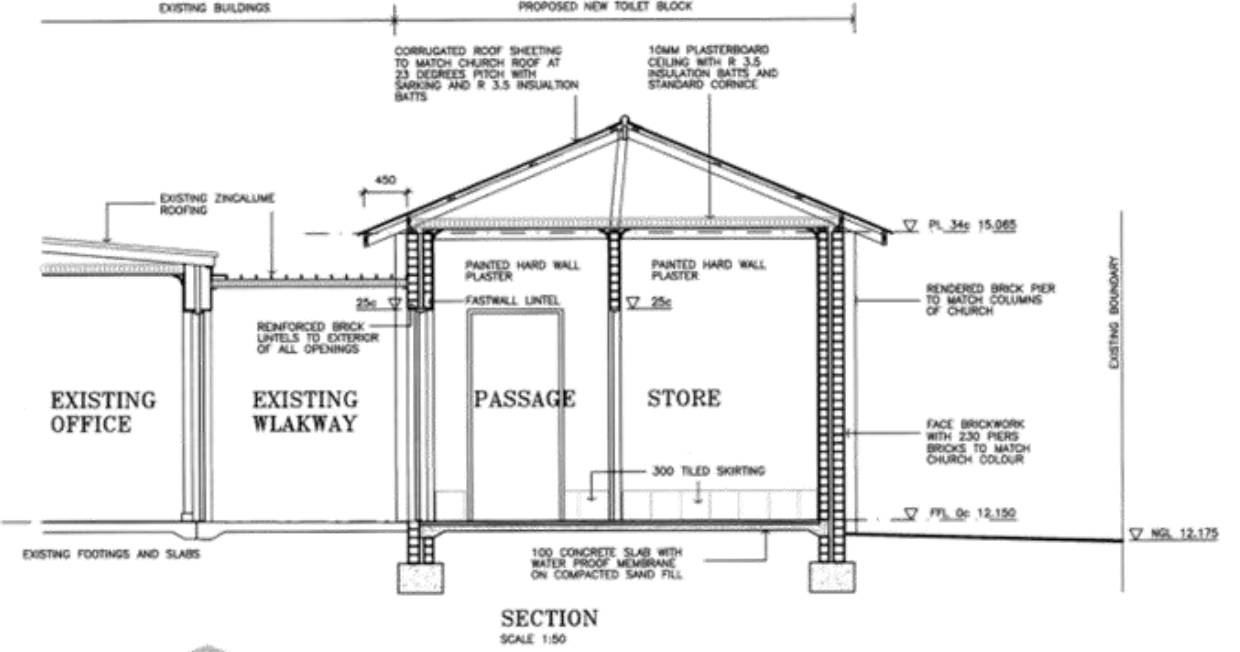 EXISTING BUILDINGS
PROPOSED NEW TOILET BLOCK
CORRUGATED ROOF SHEETING
TO MATCH CHURCH ROOF AT
23 DEGREES PITCH WITH
SARKING AND R 3.5 INSUALTION
BATTS
10MM PLASTERBOARD
CEILING WITH R 3.5
INSULATION BATTS AND
STANDARD CORNICE
450
EXISTING ZINCALUME
ROOFING
PL 34c 15.065
PAINTED HARD WALL
PLASTER
PAINTED HARD WALL
PLASTER
RENDERED BRICK PIER
TO MATCH COLUMNS
OF CHURCH
EXISTING BOUNDARY
25c
FASTWALL LINTEL
25c
REINFORCED BRICK
LINTELS TO EXTERIOR
OF ALL OPENINGS
EXISTING
OFFICE
EXISTING
WLAKWAY
PASSAGE
STORE
FACE BRICKWORK
WITH 230 PIERS
BRICKS TO MATCH
CHURCH COLOUR
300 TILED SKIRTING
FFL 0c 12.150
NGL 12.175
EXISTING FOOTINGS AND SLABS
100 CONCRETE SLAB WITH
WATER PROOF MEMBRANE
ON COMPACTED SAND FILL
SECTION
SCALE 1:50